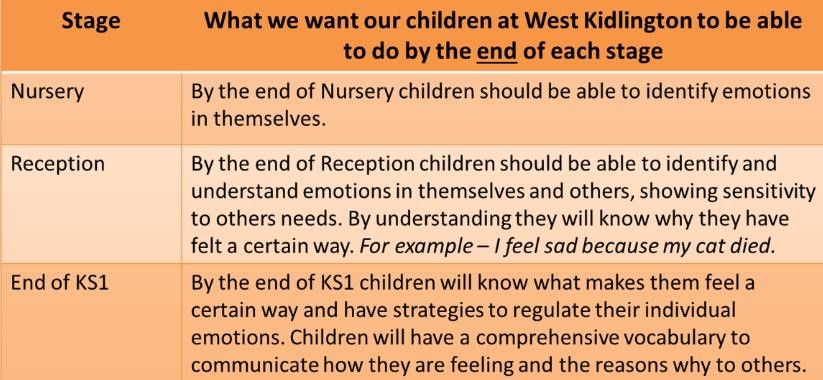 Stage
What we want our children at West Kidlington to be able
to do by the end of each stage
Nursery
By the end of Nursery children should be able to identify emotions
in themselves.
Reception
By the end of Reception children should be able to identify and
understand emotions in themselves and others, showing sensitivity
to others needs. By understanding they will know why they have
felt a certain way. For example – I feel sad because my cat died.
End of KS1
By the end of KS1 children will know what makes them feel a
certain way and have strategies to regulate their individual
emotions. Children will have a comprehensive vocabulary to
communicate how they are feeling and the reasons why to others.